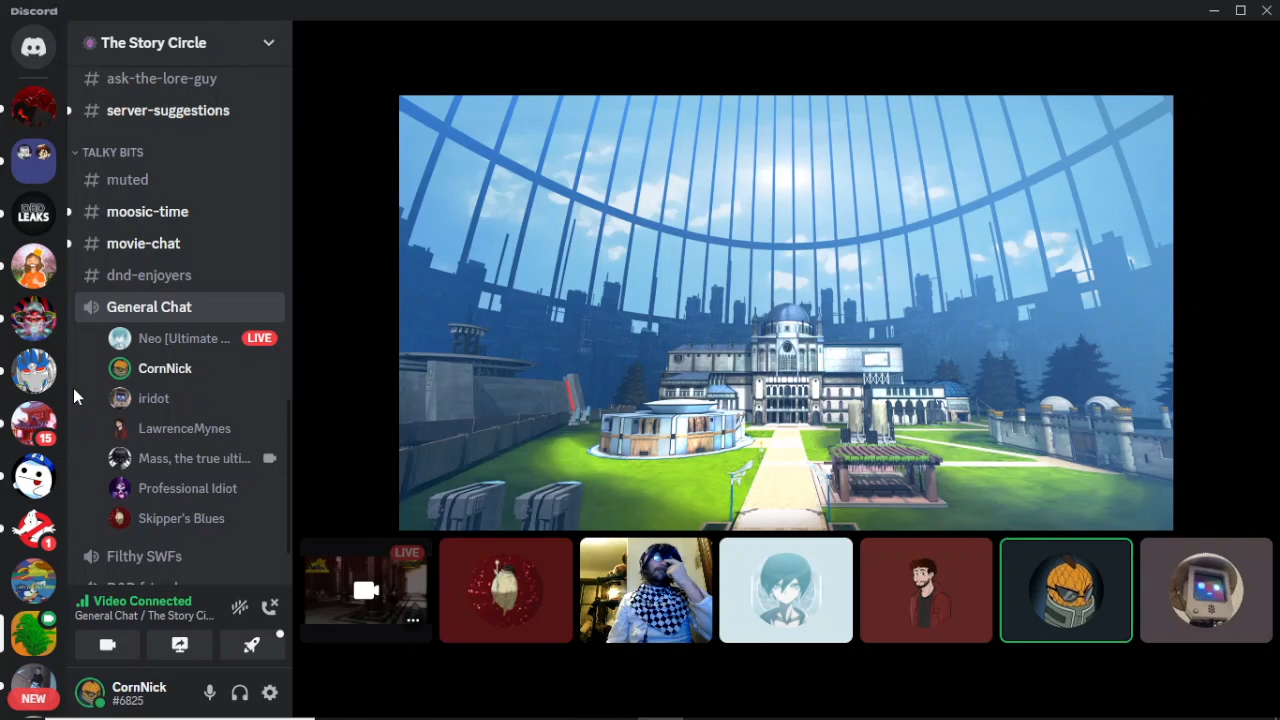 Discord
The Story Circle
ask-the-lore-guy
server-suggestions
TALKY BITS
muted
moosic-time
movie-chat
dnd-enjoyers
General Chat
Neo [Ultimate ... LIVE
CornNick
iridot
LawrenceMynes
Mass, the true ulti...
Professional Idiot
Skipper's Blues
Filthy SWFs
Video Connected
General Chat / The Story Ci...
CornNick
#6825
LEAKS
15
1
NEW
LIVE